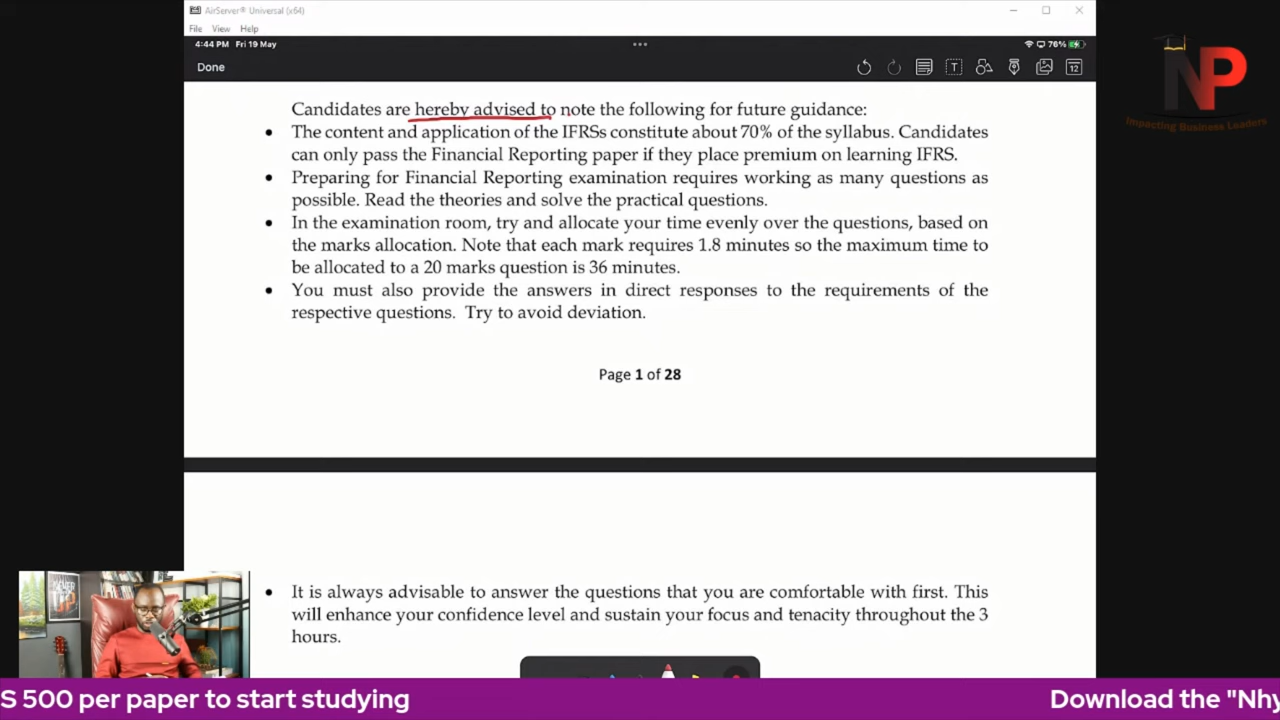 AirServer® Universal (x64)
File View Help
4:44 PM Fri 19 May
76%
Done
T
12
NP
Impacting Business Leaders
Candidates are hereby advised to note the following for future guidance:
• The content and application of the IFRSs constitute about 70% of the syllabus. Candidates
can only pass the Financial Reporting paper if they place premium on learning IFRS.
• Preparing for Financial Reporting examination requires working as many questions as
possible. Read the theories and solve the practical questions.
• In the examination room, try and allocate your time evenly over the questions, based on
the marks allocation. Note that each mark requires 1.8 minutes so the maximum time to
be allocated to a 20 marks question is 36 minutes.
• You must also provide the answers in direct responses to the requirements of the
respective questions. Try to avoid deviation.
Page 1 of 28
• It is always advisable to answer the questions that you are comfortable with first. This
will enhance your confidence level and sustain your focus and tenacity throughout the 3
hours.
S 500 per paper to start studying
Download the "Nhy